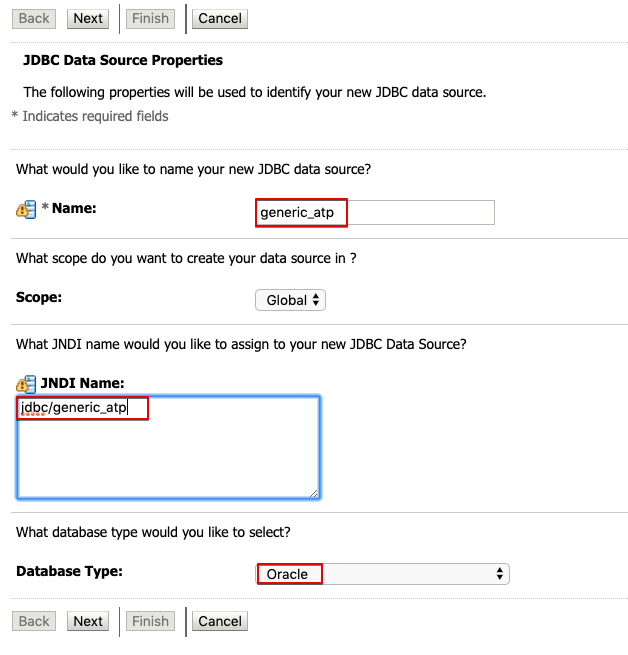 Back Next Finish Cancel
JDBC Data Source Properties
The following properties will be used to identify your new JDBC data source.
* Indicates required fields
What would you like to name your new JDBC data source?
* Name: generic_atp
What scope do you want to create your data source in ?
Scope: Global
What JNDI name would you like to assign to your new JDBC Data Source?
JNDI Name:
jdbc/generic_atp
What database type would you like to select?
Database Type: Oracle
Back Next Finish Cancel